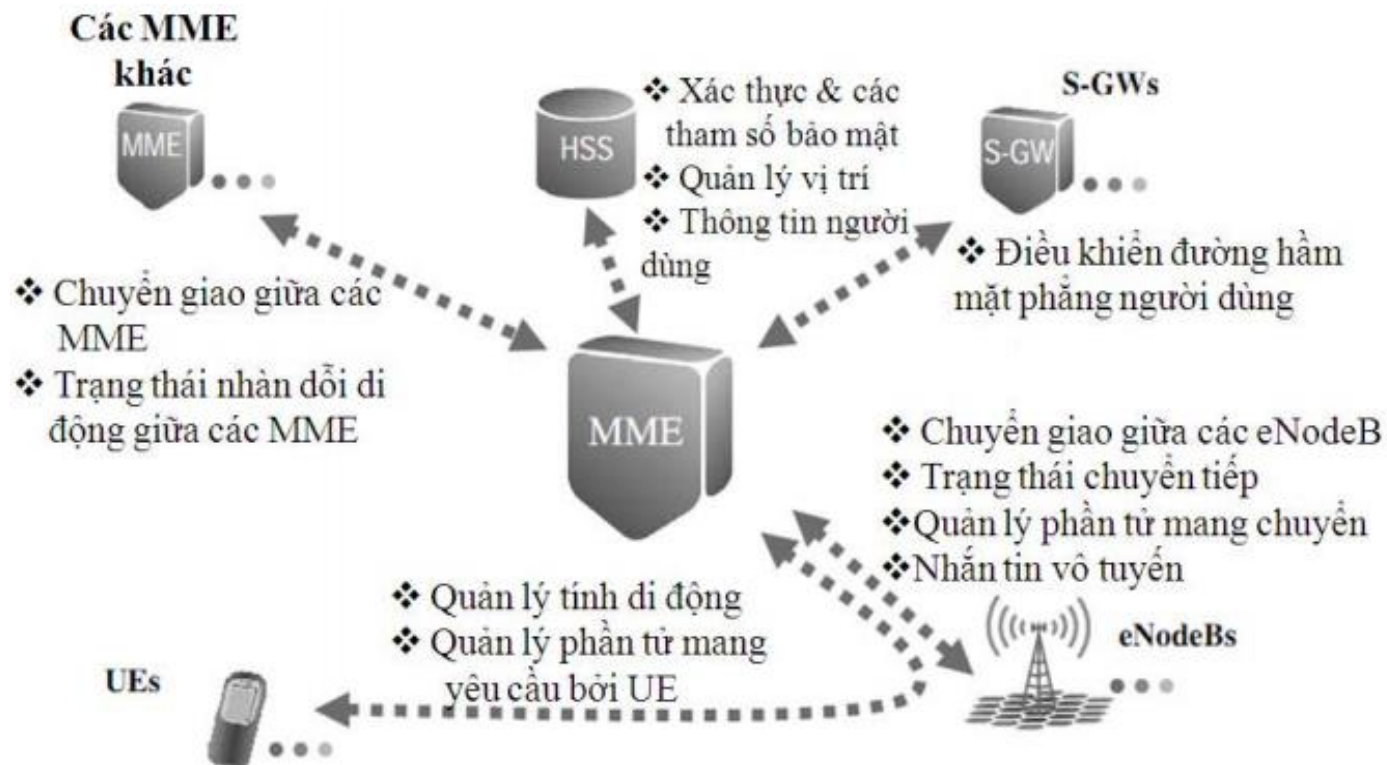 Các MME
khác
MME
HSS
❖ Xác thực & các
tham số bảo mật
❖ Quản lý vị trí
❖ Thông tin người
dùng
S-GWs
S-GW
❖ Điều khiển đường hầm
mặt phẳng người dùng
❖ Chuyển giao giữa các
MME
❖ Trạng thái nhàn dỗi di
động giữa các MME
MME
❖ Chuyển giao giữa các eNodeB
❖ Trạng thái chuyển tiếp
❖Quản lý phần tử mang chuyển
❖Nhắn tin vô tuyến
❖ Quản lý tính di động
❖ Quản lý phần tử mang
yêu cầu bởi UE
UEs
eNodeBs